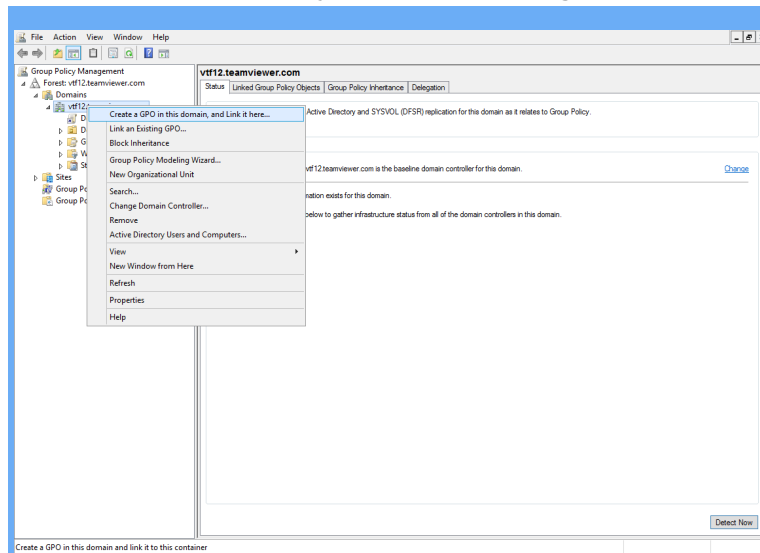 File Action View Window Help
Group Policy Management
Forest: vtf12.teamviewer.com
Domains
vtf12.
D
D
G
W
St
Sites
Group Po
Group Po
Create a GPO in this domain, and Link it here...
Link an Existing GPO...
Block Inheritance
Group Policy Modeling Wizard...
New Organizational Unit
Search...
Change Domain Controller...
Remove
Active Directory Users and Computers...
View
New Window from Here
Refresh
Properties
Help
vtf12.teamviewer.com
Status Linked Group Policy Objects Group Policy Inheritance Delegation
Active Directory and SYSVOL (DFSR) replication for this domain as it relates to Group Policy.
vtf12.teamviewer.com is the baseline domain controller for this domain. Change
mation exists for this domain.
below to gather infrastructure status from all of the domain controllers in this domain.
Detect Now
Create a GPO in this domain and link it to this container